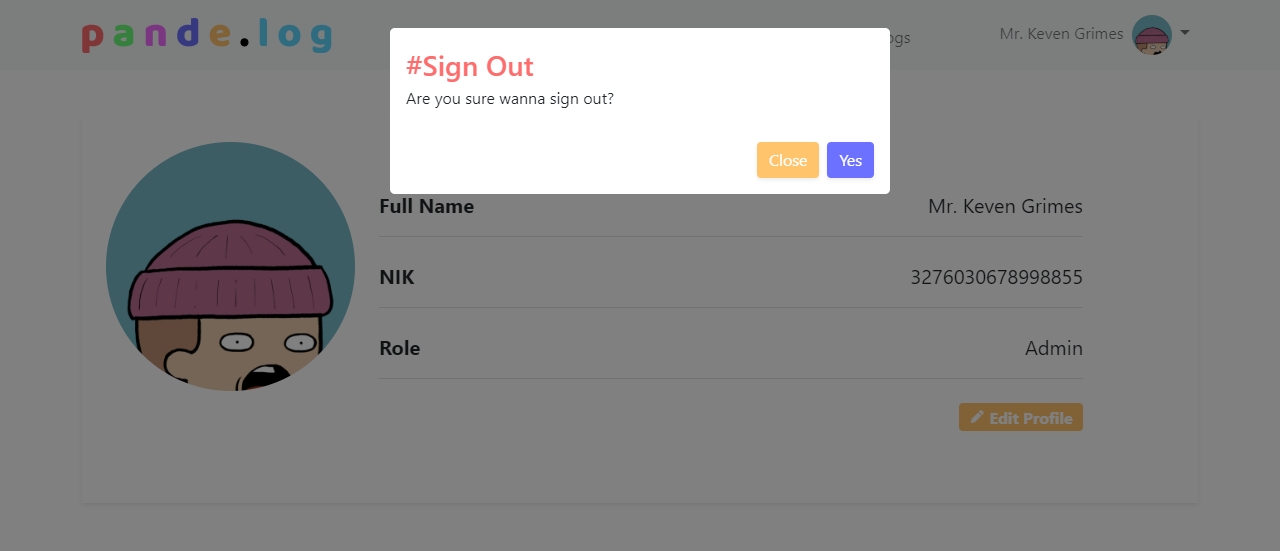 pande.log
Mr. Keven Grimes
#Sign Out
Are you sure wanna sign out?
Close
Yes
Full Name
Mr. Keven Grimes
NIK
3276030678998855
Role
Admin
Edit Profile